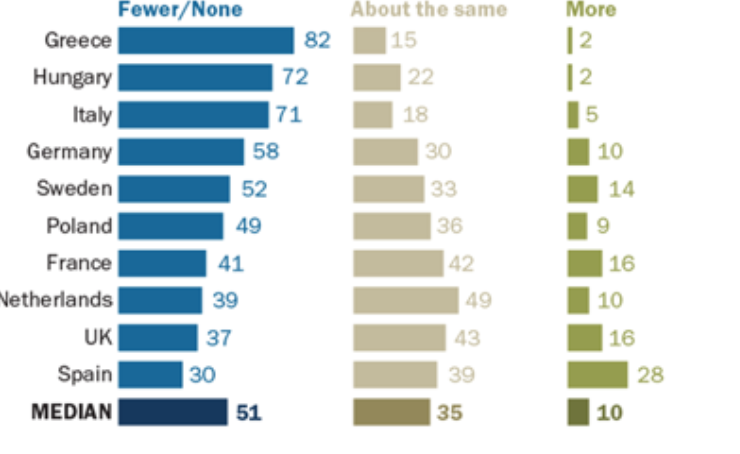 Fewer/None About the same More
Greece 82 15 2
Hungary 72 22 2
Italy 71 18 5
Germany 58 30 10
Sweden 52 33 14
Poland 49 36 9
France 41 42 16
Netherlands 39 49 10
UK 37 43 16
Spain 30 39 28
MEDIAN 51 35 10